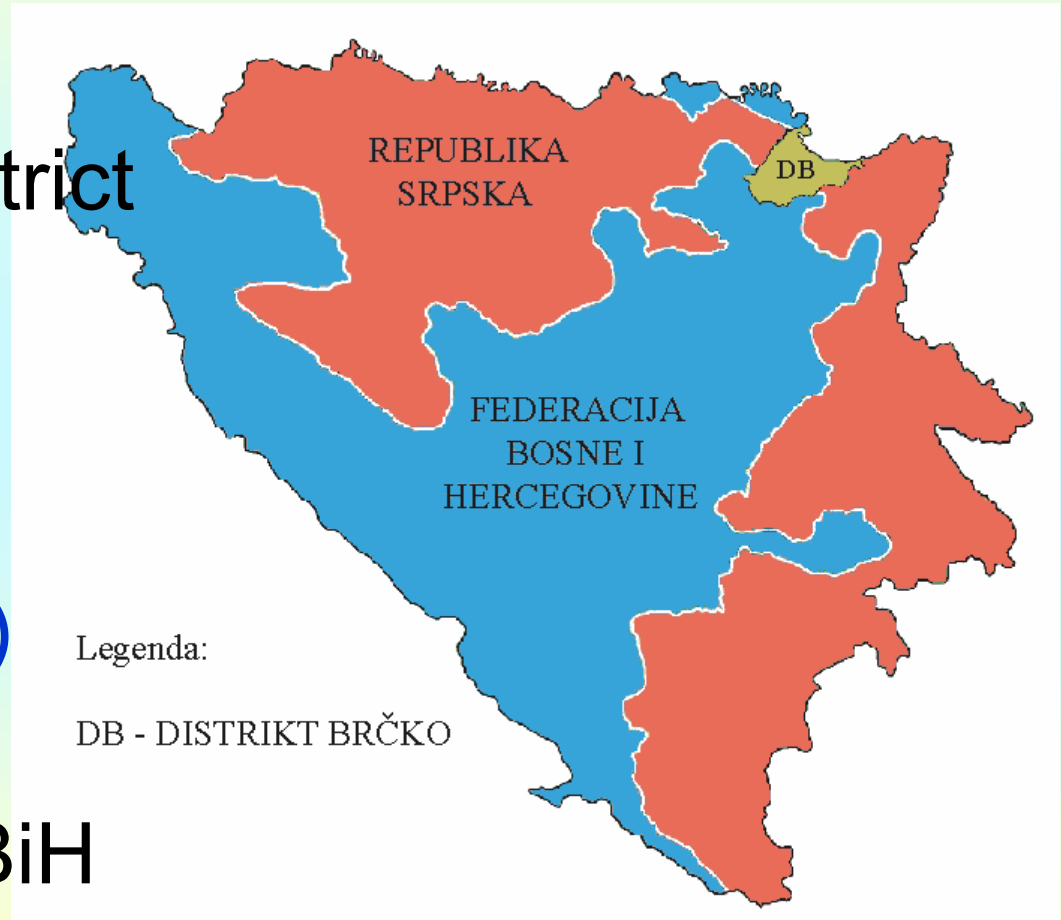 trict
REPUBLIKA
SRPSKA
DB
FEDERACIJA
BOSNE I
HERCEGOVINE
)
Legenda:
DB - DISTRIKT BRČKO
BiH